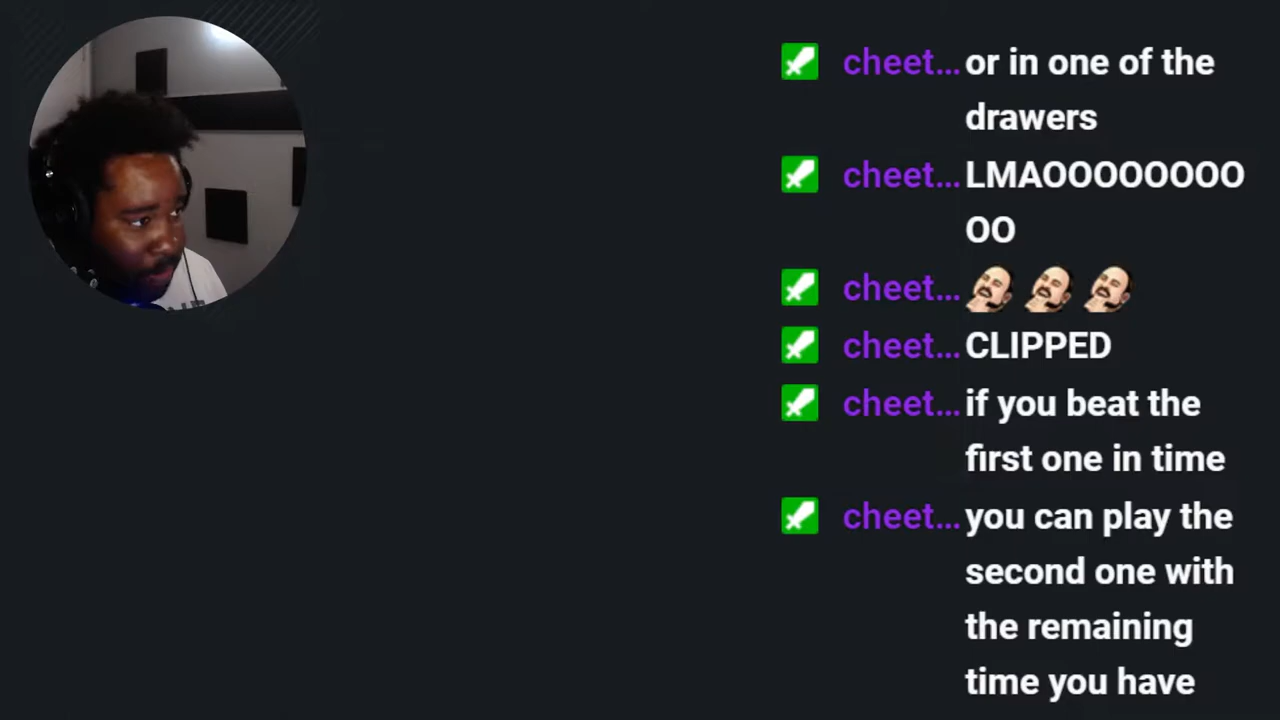 cheet... or in one of the
drawers
cheet... LMAOOOOOOOO
OO
cheet...
cheet... CLIPPED
cheet... if you beat the
first one in time
cheet... you can play the
second one with
the remaining
time you have